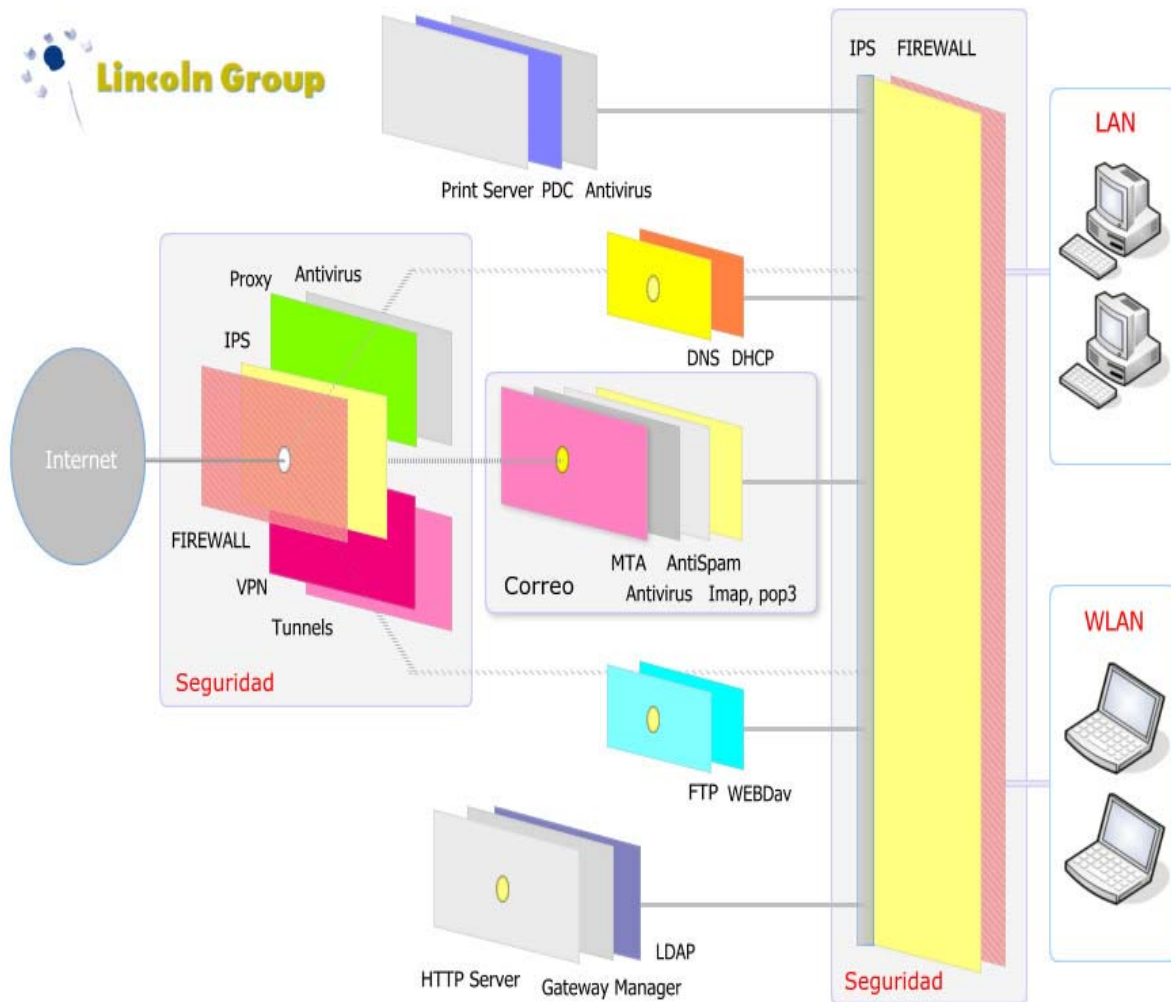 Lincoln Group
IPS FIREWALL
LAN
Print Server PDC Antivirus
Proxy Antivirus
IPS
DNS DHCP
Internet
FIREWALL
VPN
Tunnels
Seguridad
MTA AntiSpam
Correo Antivirus Imap, pop3
WLAN
FTP WEBDav
LDAP
HTTP Server Gateway Manager
Seguridad